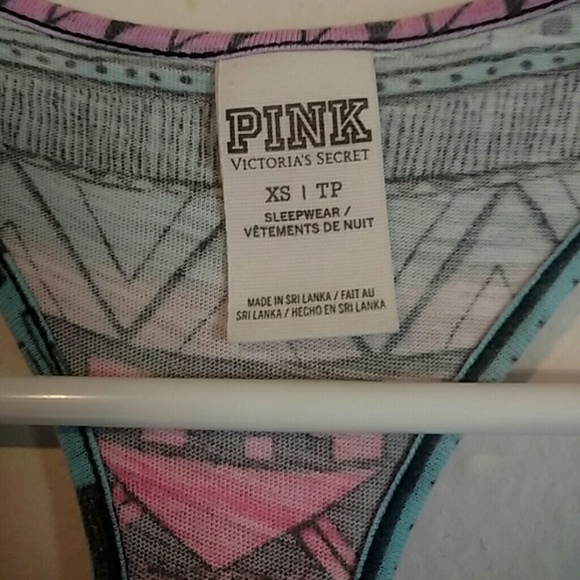 PINK
VICTORIA'S SECRET
XS | TP
SLEEPWEAR /
VÊTEMENTS DE NUIT
MADE IN SRI LANKA / FAIT AU
SRI LANKA / HECHO EN SRI LANKA